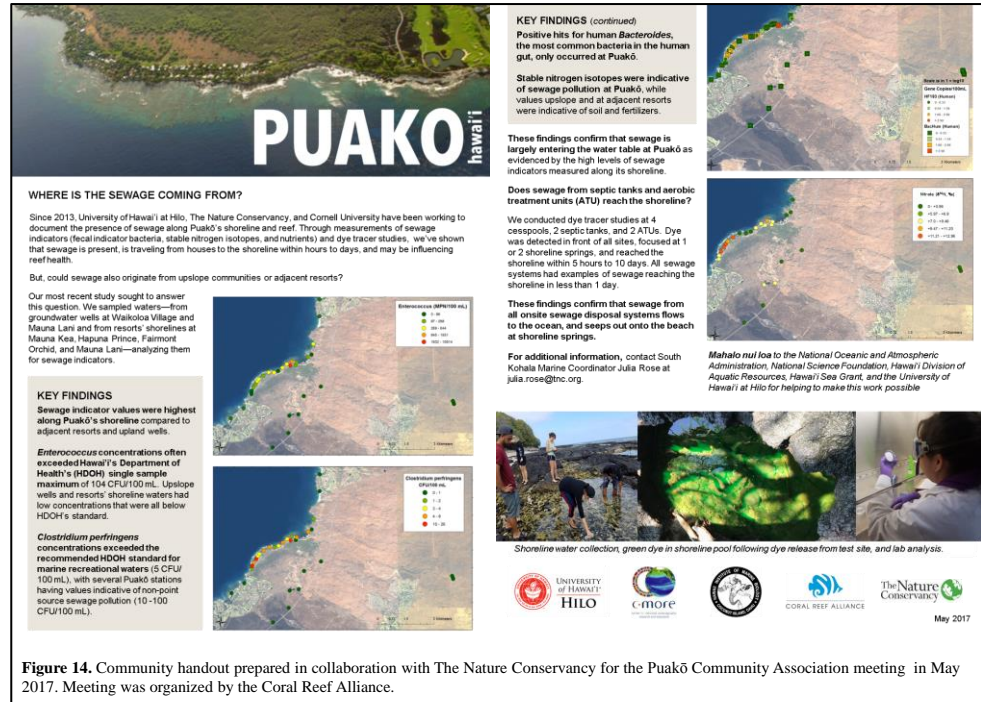 PUAKO
hawai'i
WHERE IS THE SEWAGE COMING FROM?
Since 2013, University of Hawai'i at Hilo, The Nature Conservancy, and Cornell University have been working to
document the presence of sewage along Puakō's shoreline and reef. Through measurements of sewage
indicators (fecal indicator bacteria, stable nitrogen isotopes, and nutrients) and dye tracer studies, we've shown
that sewage is present, is traveling from houses to the shoreline within hours to days, and may be influencing
reef health.
But, could sewage also originate from upslope communities or adjacent resorts?
Our most recent study sought to answer
this question. We sampled waters—from
groundwater wells at Waikoloa Village and
Mauna Lani and from resorts' shorelines at
Mauna Kea, Hapuna Prince, Fairmont
Orchid, and Mauna Lani—analyzing them
for sewage indicators.
KEY FINDINGS
Sewage indicator values were highest
along Puakō's shoreline compared to
adjacent resorts and upland wells.
Enterococcus concentrations often
exceeded Hawai'i's Department of
Health's (HDOH) single sample
maximum of 104 CFU/100 mL. Upslope
wells and resorts' shoreline waters had
low concentrations that were all below
HDOH's standard.
Clostridium perfringens
concentrations exceeded the
recommended HDOH standard for
marine recreational waters (5 CFU/
100 mL), with several Puakō stations
having values indicative of non-point
source sewage pollution (10 -100
CFU/100 mL).
Enterococcus (MPN/100 mL)
Clostridium perfringens
CFU/100 mL
0 - 1
1 - 2
KEY FINDINGS (continued)
Positive hits for human Bacteroides,
the most common bacteria in the human
gut, only occurred at Puakō.
Stable nitrogen isotopes were indicative
of sewage pollution at Puakō, while
values upslope and at adjacent resorts
were indicative of soil and fertilizers.
These findings confirm that sewage is
largely entering the water table at Puakō as
evidenced by the high levels of sewage
indicators measured along its shoreline.
Does sewage from septic tanks and aerobic
treatment units (ATU) reach the shoreline?
We conducted dye tracer studies at 4
cesspools, 2 septic tanks, and 2 ATUs. Dye
was detected in front of all sites, focused at 1
or 2 shoreline springs, and reached the
shoreline within 5 hours to 10 days. All sewage
systems had examples of sewage reaching the
shoreline in less than 1 day.
These findings confirm that sewage from
all onsite sewage disposal systems flows
to the ocean, and seeps out onto the beach
at shoreline springs.
For additional information, contact South
Kohala Marine Coordinator Julia Rose at
julia.rose@tnc.org.
Gene Copies/100mL
HF183 (Human)
BacHum (Human)
Mahalo nui loa to the National Oceanic and Atmospheric
Administration, National Science Foundation, Hawai'i Division of
Aquatic Resources, Hawai'i Sea Grant, and the University of
Hawai'i at Hilo for helping to make this work possible
Shoreline water collection, green dye in shoreline pool following dye release from test site, and lab analysis.
UNIVERSITY
of HAWAI'I
HILO
c·more
CORAL REEF ALLIANCE
The Nature
Conservancy
May 2017
Figure 14. Community handout prepared in collaboration with The Nature Conservancy for the Puakō Community Association meeting in May
2017. Meeting was organized by the Coral Reef Alliance.